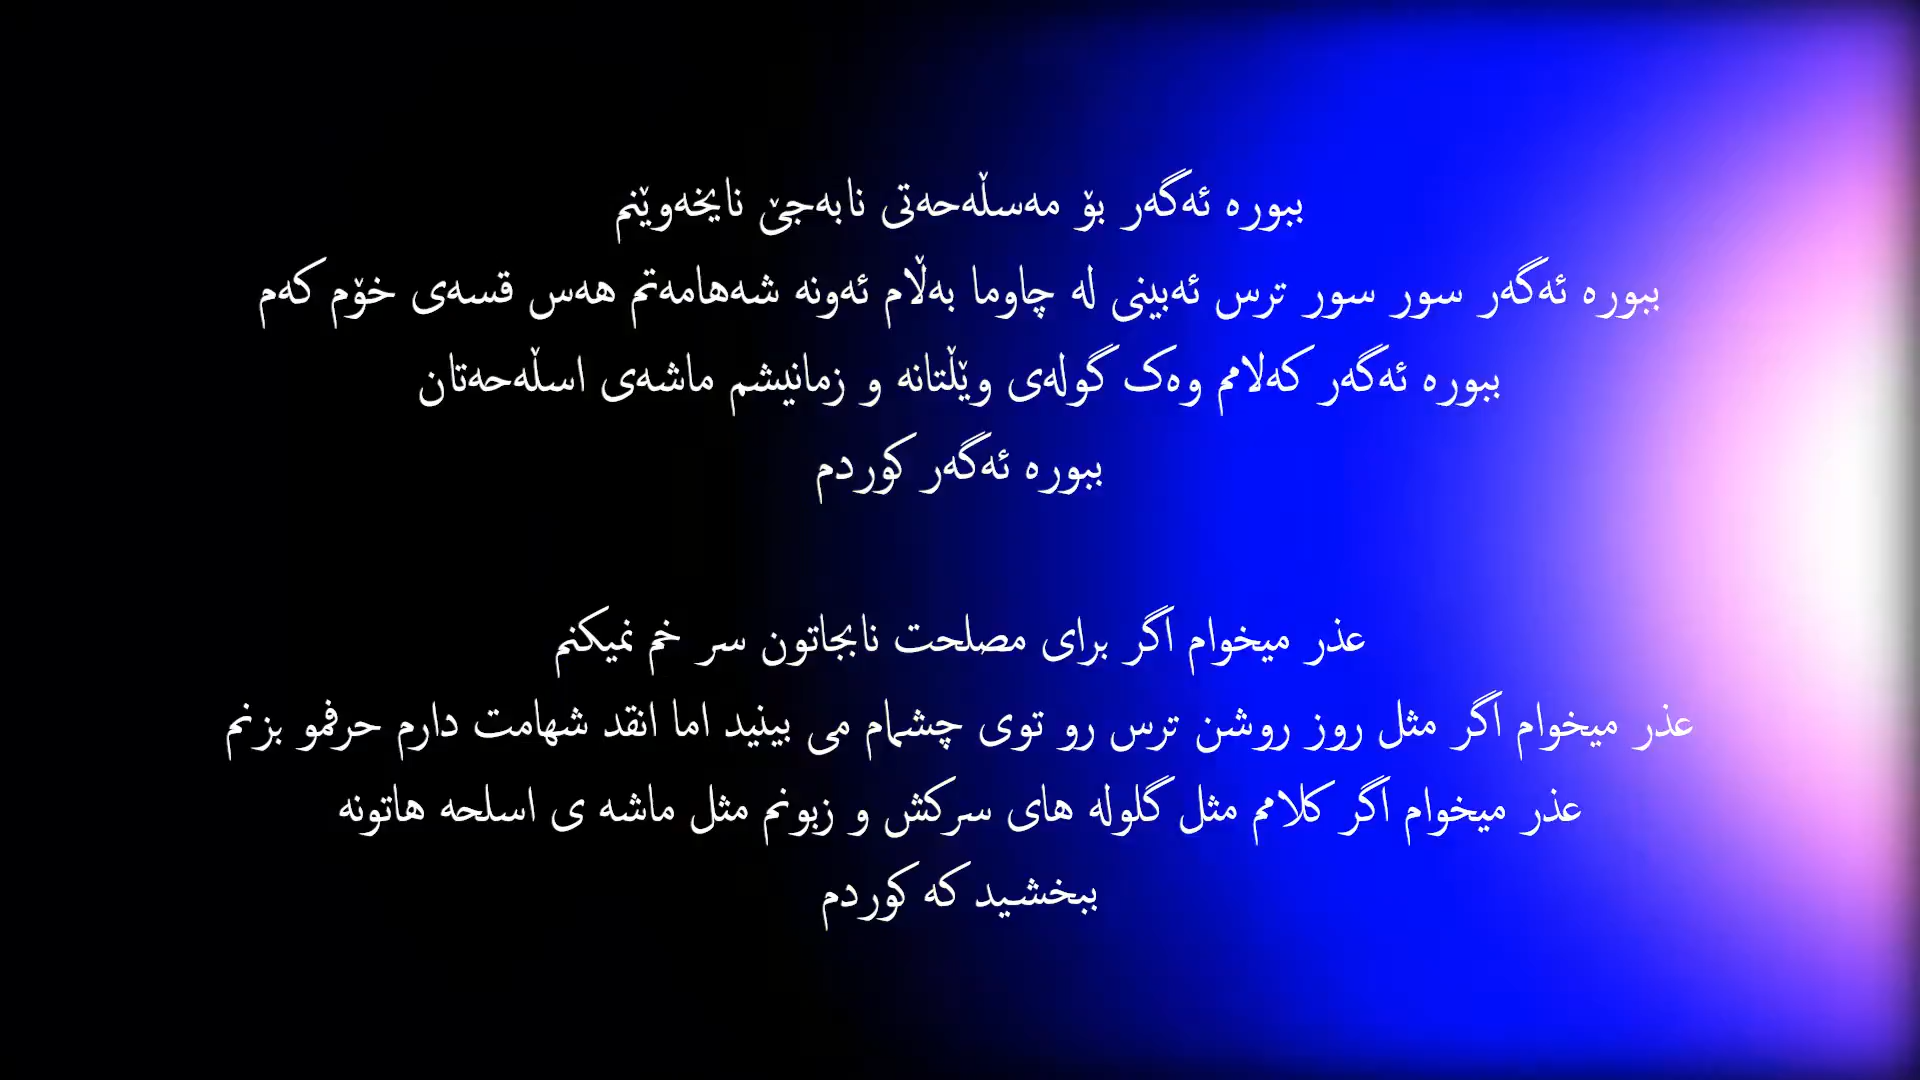 ببورە ئەگەر بۆ مەسڵەحەتی نابەجێ نایخەوێنم
ببورە ئەگەر سور سور ترس ئەبینی لە چاوما بەڵام ئەونە شەهامەتم هەس قسەی خۆم کەم
ببورە ئەگەر کەلامم وەک گولەی وێڵتانە و زمانیشم ماشەی اسڵەحەتان
ببورە ئەگەر کوردم
عذر میخوام اگر برای مصلحت نابجاتون سر خم نمیکنم
عذر میخوام اگر مثل روز روشن ترس رو توی چشمام می بینید اما انقد شهامت دارم حرفمو بزنم
عذر میخوام اگر کلامم مثل گلوله های سرکش و زبونم مثل ماشه ی اسلحه هاتونه
ببخشید که کوردم